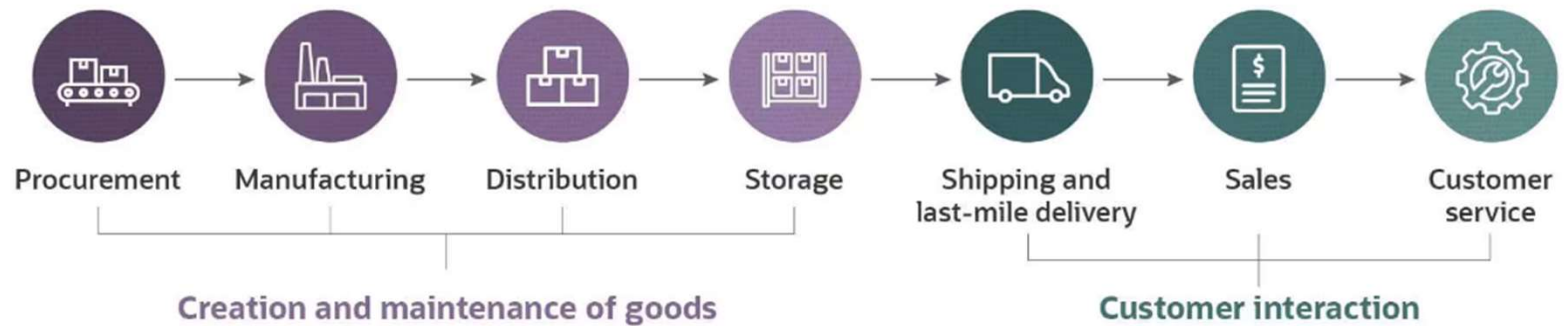 $
Procurement
Manufacturing
Distribution
Storage
Shipping and
last-mile delivery
Sales
Customer
service
Creation and maintenance of goods
Customer interaction